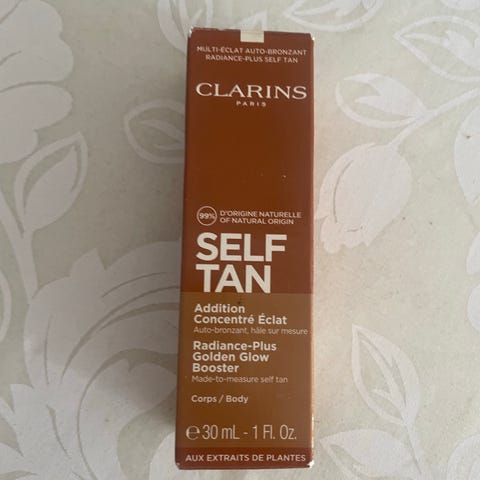 MULTI-ÉCLAT AUTO-BRONZANT
RADIANCE-PLUS SELF TAN
CLARINS
PARIS
99% D'ORIGINE NATURELLE
OF NATURAL ORIGIN
SELF
TAN
Addition
Concentré Éclat
Auto-bronzant, hâle sur mesure
Radiance-Plus
Golden Glow
Booster
Made-to-measure self tan
Corps / Body
℮ 30 mL - 1 Fl. Oz.
AUX EXTRAITS DE PLANTES